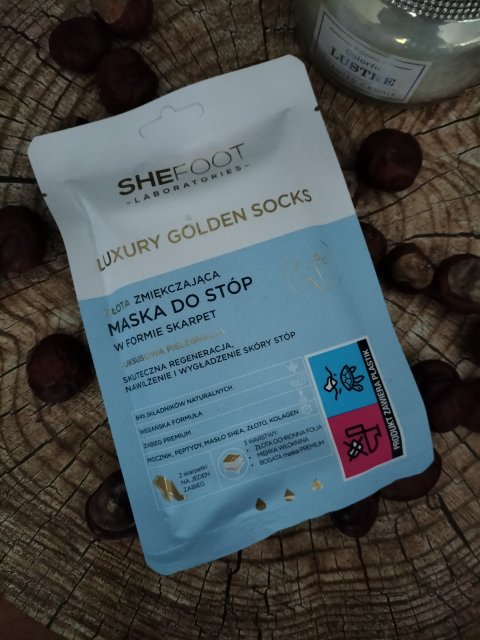 Colorful
LUSTRE
SHEFOOT
-LABORATORIES-
LUXURY GOLDEN SOCKS
ZŁOTA ZMIĘKCZAJĄCA
MASKA DO STÓP
W FORMIE SKARPET
LUKSUSOWA PIELĘGNACJA
SKUTECZNA REGENERACJA,
NAWILŻENIE I WYGŁADZENIE SKÓRY STÓP
84% SKŁADNIKÓW NATURALNYCH
WEGAŃSKA FORMUŁA
ZABIEG PREMIUM
MOCZNIK, PEPTYDY, MASŁO SHEA, ZŁOTO, KOLAGEN
2 skarpetki
NA JEDEN
ZABIEG
3 WARSTWY:
• ZŁOTA OCHRONNA FOLIA
• MIĘKKA WŁÓKNINA
• BOGATA maska PREMIUM
PRODUKT ZAWIERA PLASTIK